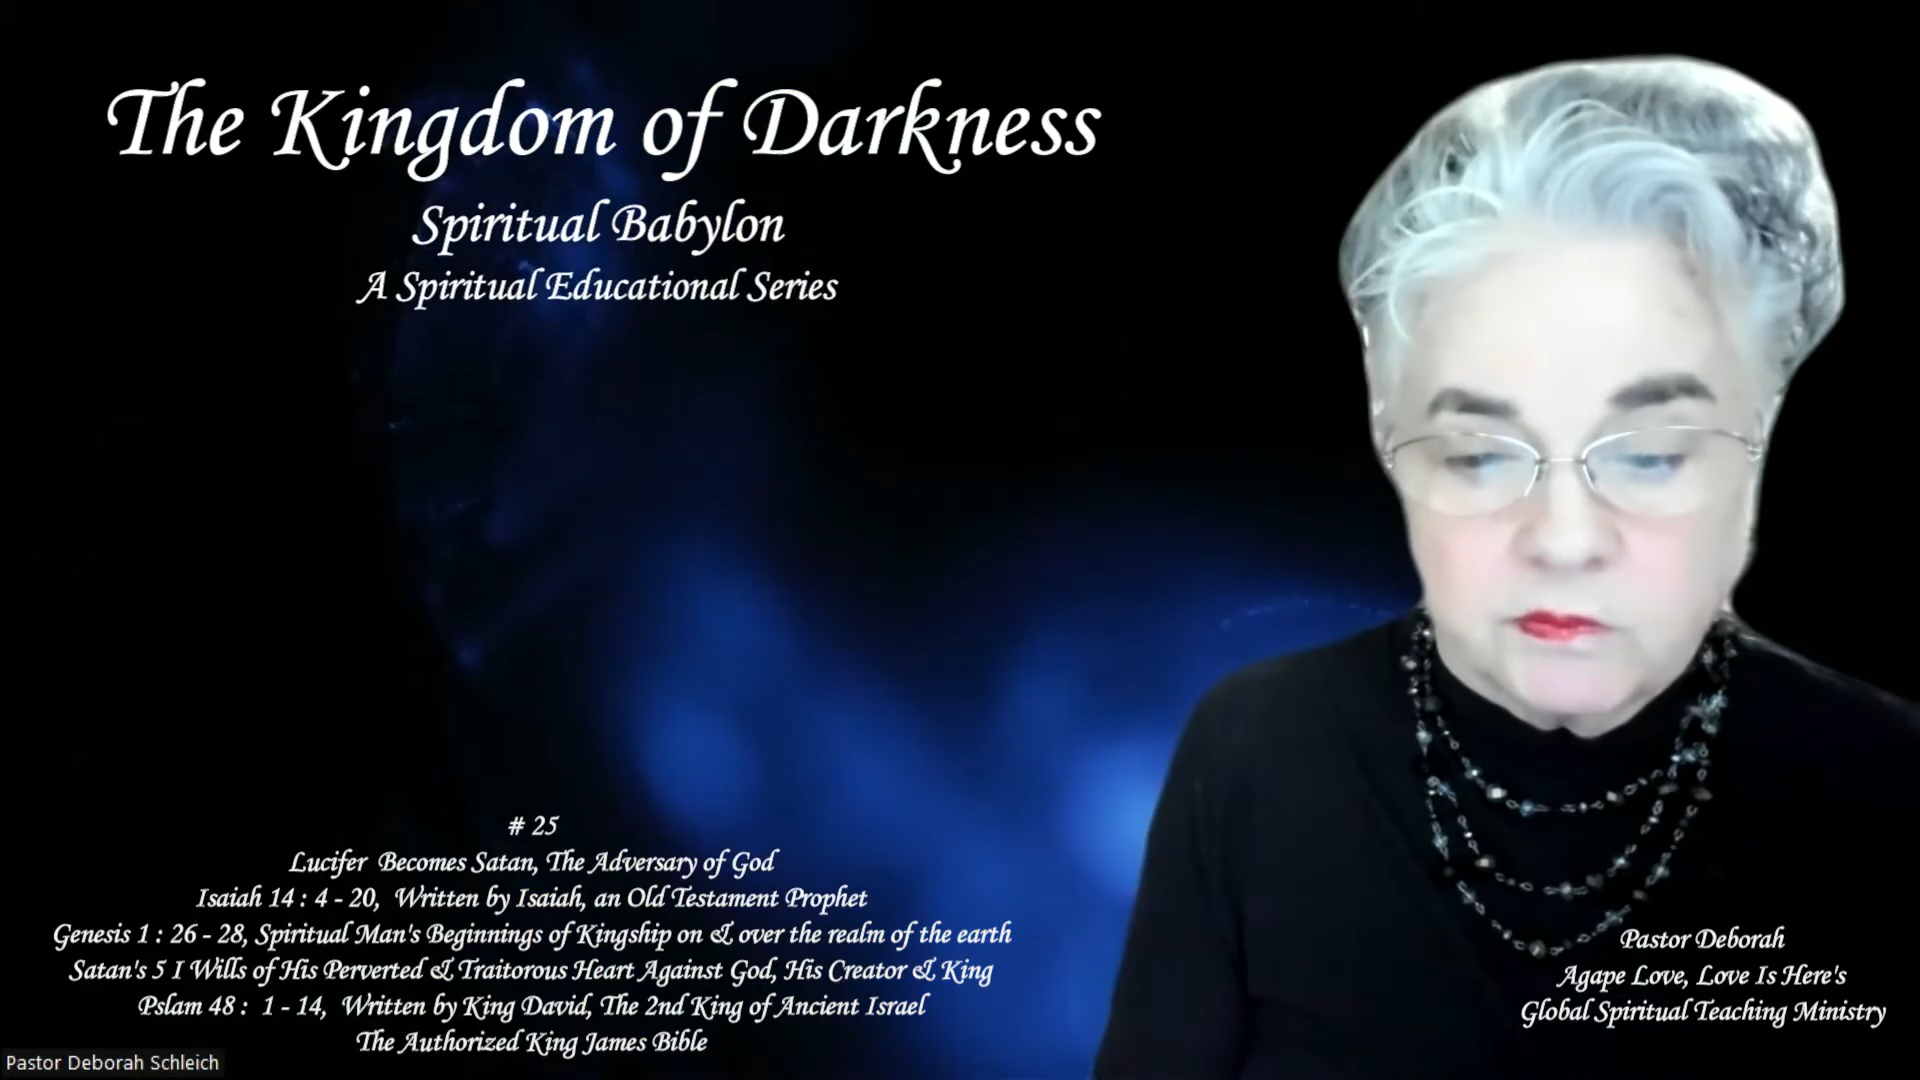 The Kingdom of Darkness
Spiritual Babylon
A Spiritual Educational Series
# 25
Lucifer Becomes Satan, The Adversary of God
Isaiah 14 : 4 - 20, Written by Isaiah, an Old Testament Prophet
Genesis 1 : 26 - 28, Spiritual Man's Beginnings of Kingship on & over the realm of the earth
Satan's 5 I Wills of His Perverted & Traitorous Heart Against God, His Creator & King
Pslam 48 : 1 - 14, Written by King David, The 2nd King of Ancient Israel
The Authorized King James Bible
Pastor Deborah
Agape Love, Love Is Here's
Global Spiritual Teaching Ministry
Pastor Deborah Schleich